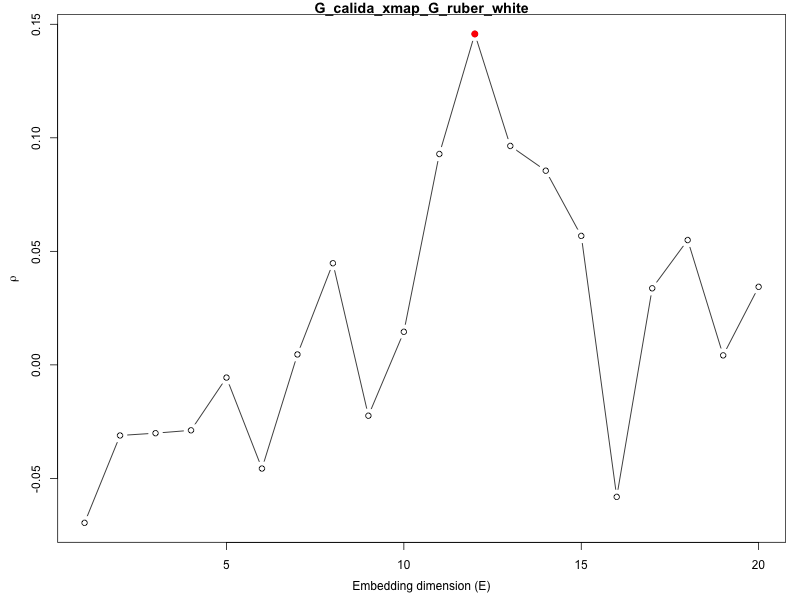 G_calida_xmap_G_ruber_white
0.15
0.10
0.05
0.00
-0.05
ρ
5 10 15 20
Embedding dimension (E)